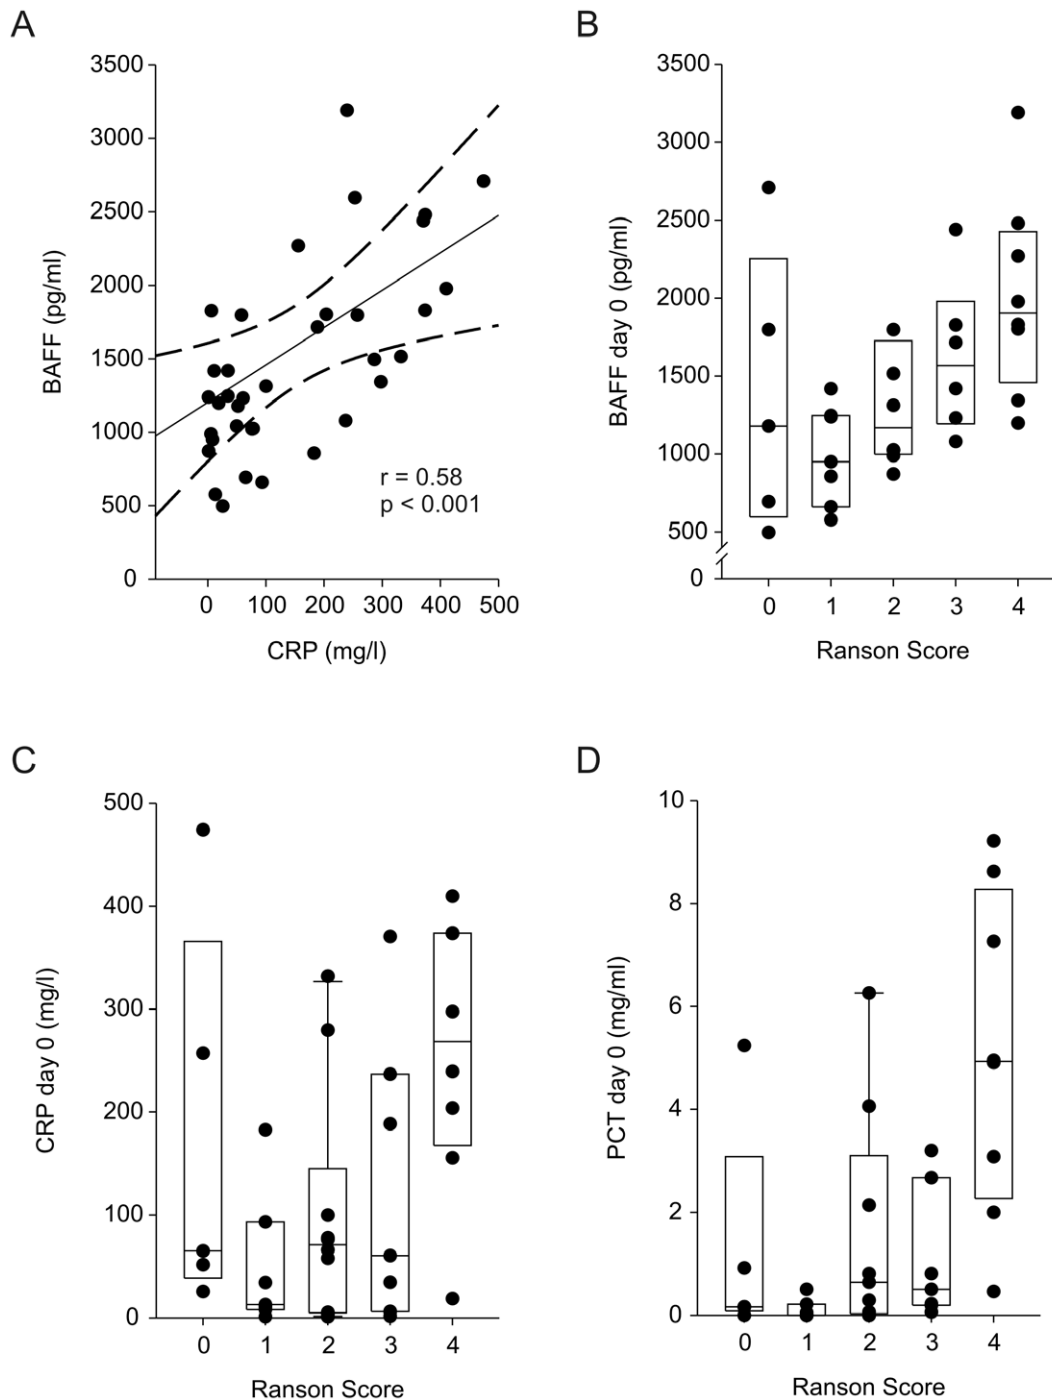 A
3500
3000
2500
2000
1500
1000
500
0
BAFF (pg/ml)
r = 0.58
p < 0.001
0 100 200 300 400 500
CRP (mg/l)
B
3500
3000
2500
2000
1500
1000
500
0
BAFF day 0 (pg/ml)
0 1 2 3 4
Ranson Score
C
500
400
300
200
100
0
CRP day 0 (mg/l)
0 1 2 3 4
Ranson Score
D
10
8
6
4
2
0
PCT day 0 (mg/ml)
0 1 2 3 4
Ranson Score